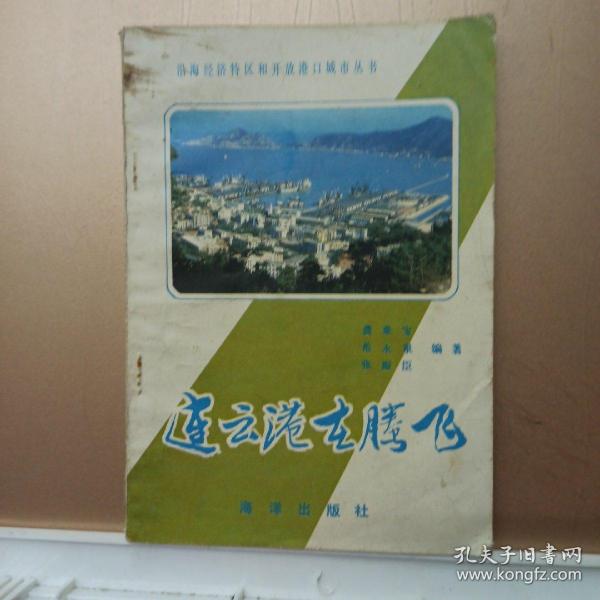 沿海经济特区和开放港口城市丛书
编著
连云港在腾飞
海洋出版社
孔夫子旧书网
www.kongfz.com